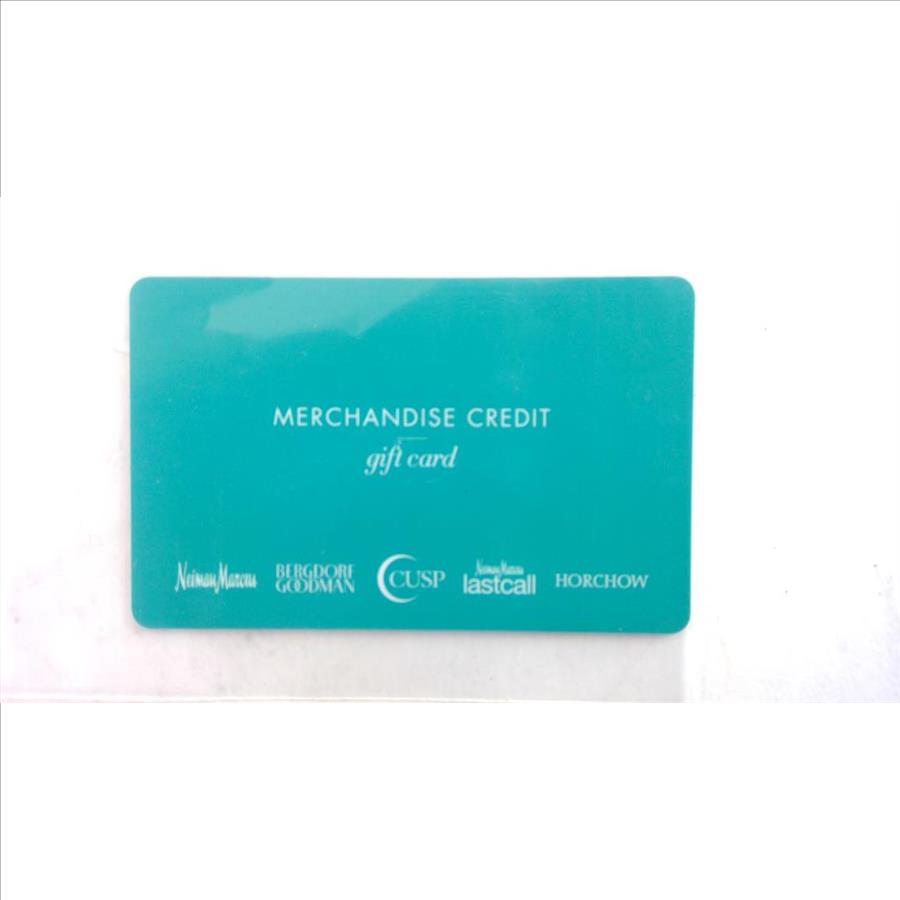 MERCHANDISE CREDIT
gift card
Neiman Marcus
BERGDORF
GOODMAN
CUSP
Neiman Marcus
lastcall
HORCHOW